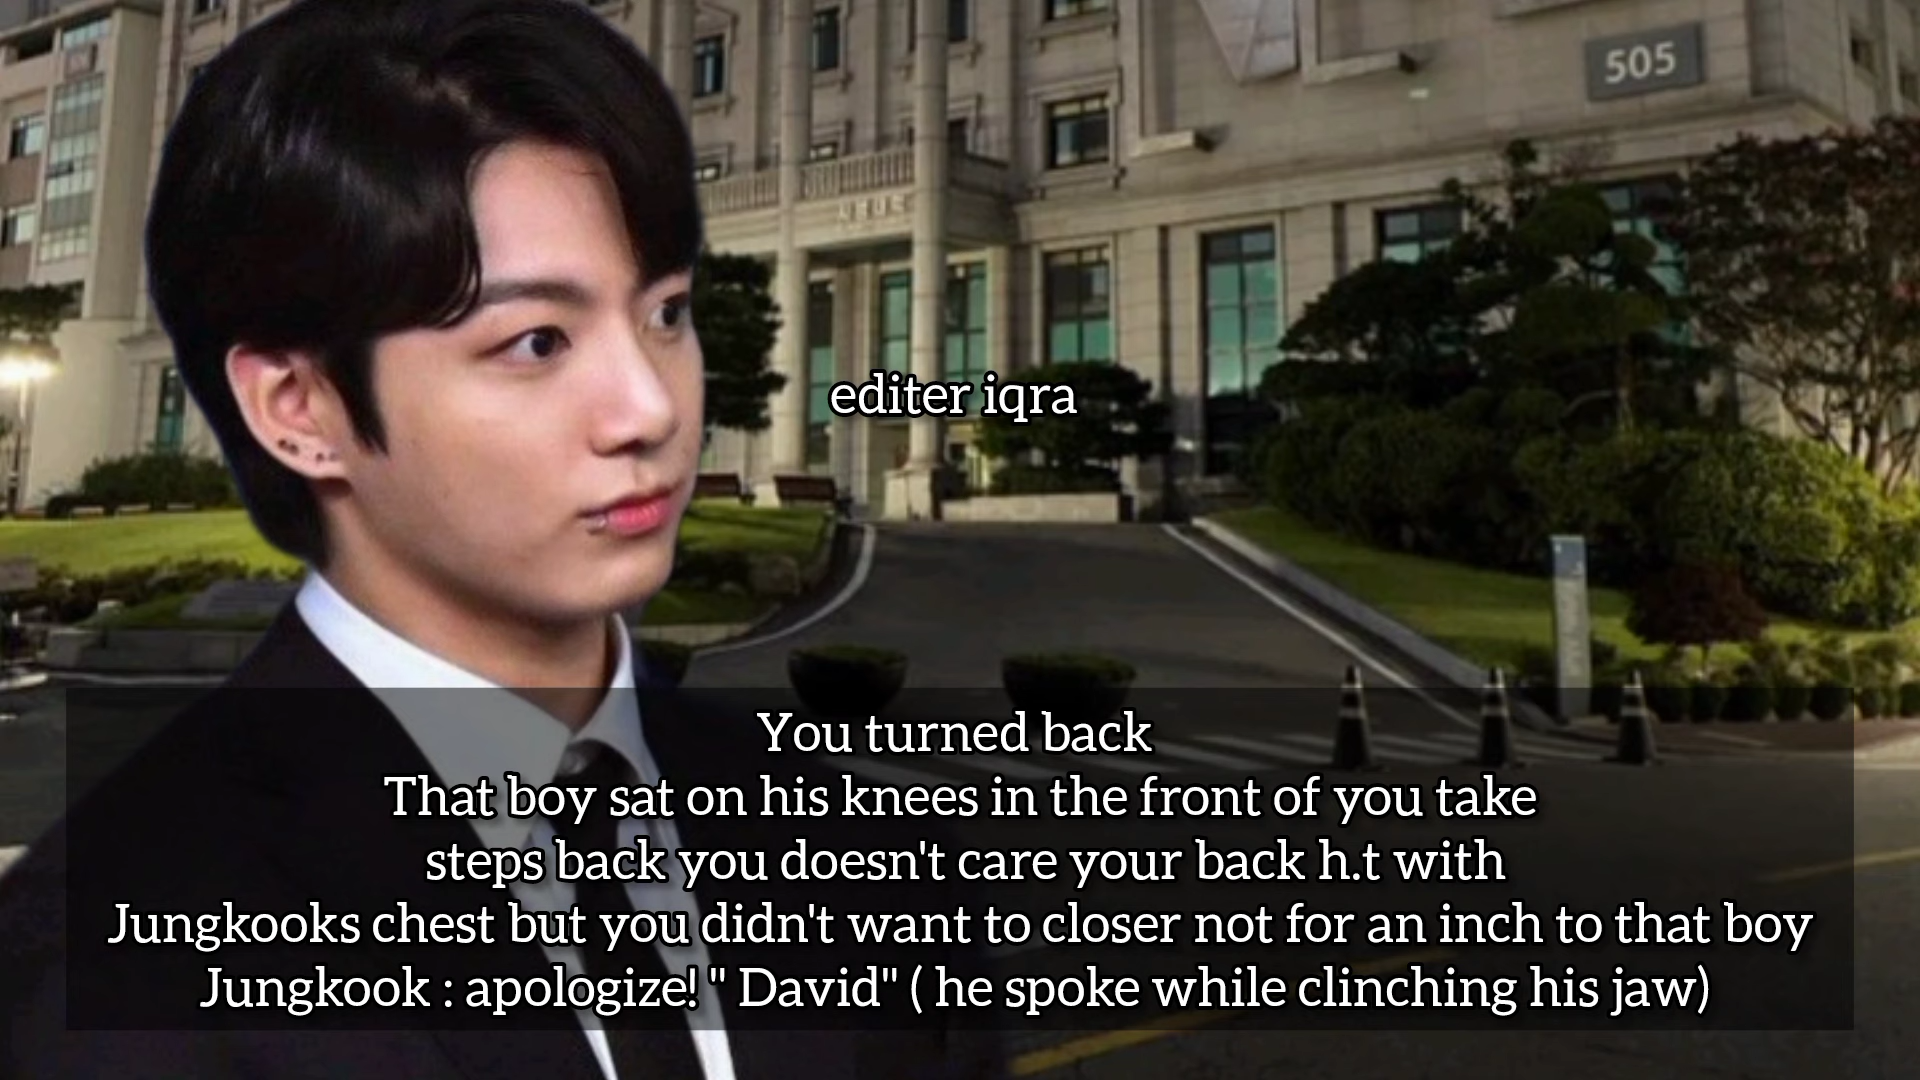 505
editer iqra
You turned back
That boy sat on his knees in the front of you take
steps back you doesn't care your back h.t with
Jungkooks chest but you didn't want to closer not for an inch to that boy
Jungkook : apologize! " David" ( he spoke while clinching his jaw)